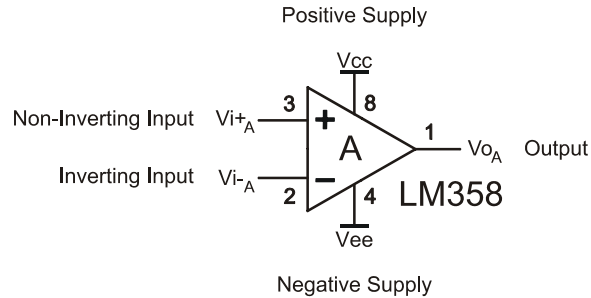 Positive Supply
Vcc
3 8
Non-Inverting Input Vi+A +
A 1 VoA Output
Inverting Input Vi-A −
2 4 LM358
Vee
Negative Supply